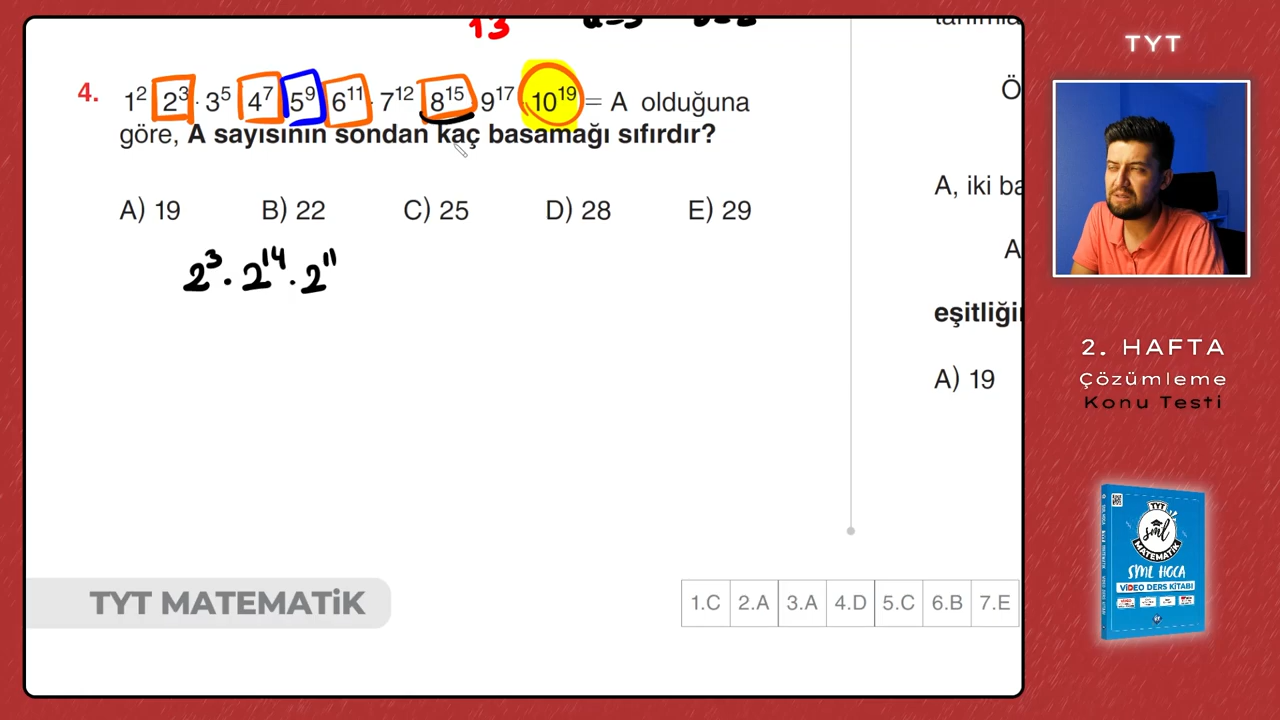 13
4. 1² 2³ · 3⁵ 4⁷ 5⁹ 6¹¹ · 7¹² 8¹⁵ · 9¹⁷ 10¹⁹ = A olduğuna
göre, A sayısının sondan kaç basamağı sıfırdır?
A) 19 B) 22 C) 25 D) 28 E) 29
2³ · 2¹⁴ · 2¹¹
TYT MATEMATiK
1.C 2.A 3.A 4.D 5.C 6.B 7.E
Ö
A, iki ba
A
eşitliği
A) 19
TYT
2. HAFTA
Çözümleme
Konu Testi
TYT
sml
MATEMATİK
SML HOCA
VİDEO DERS KİTABI